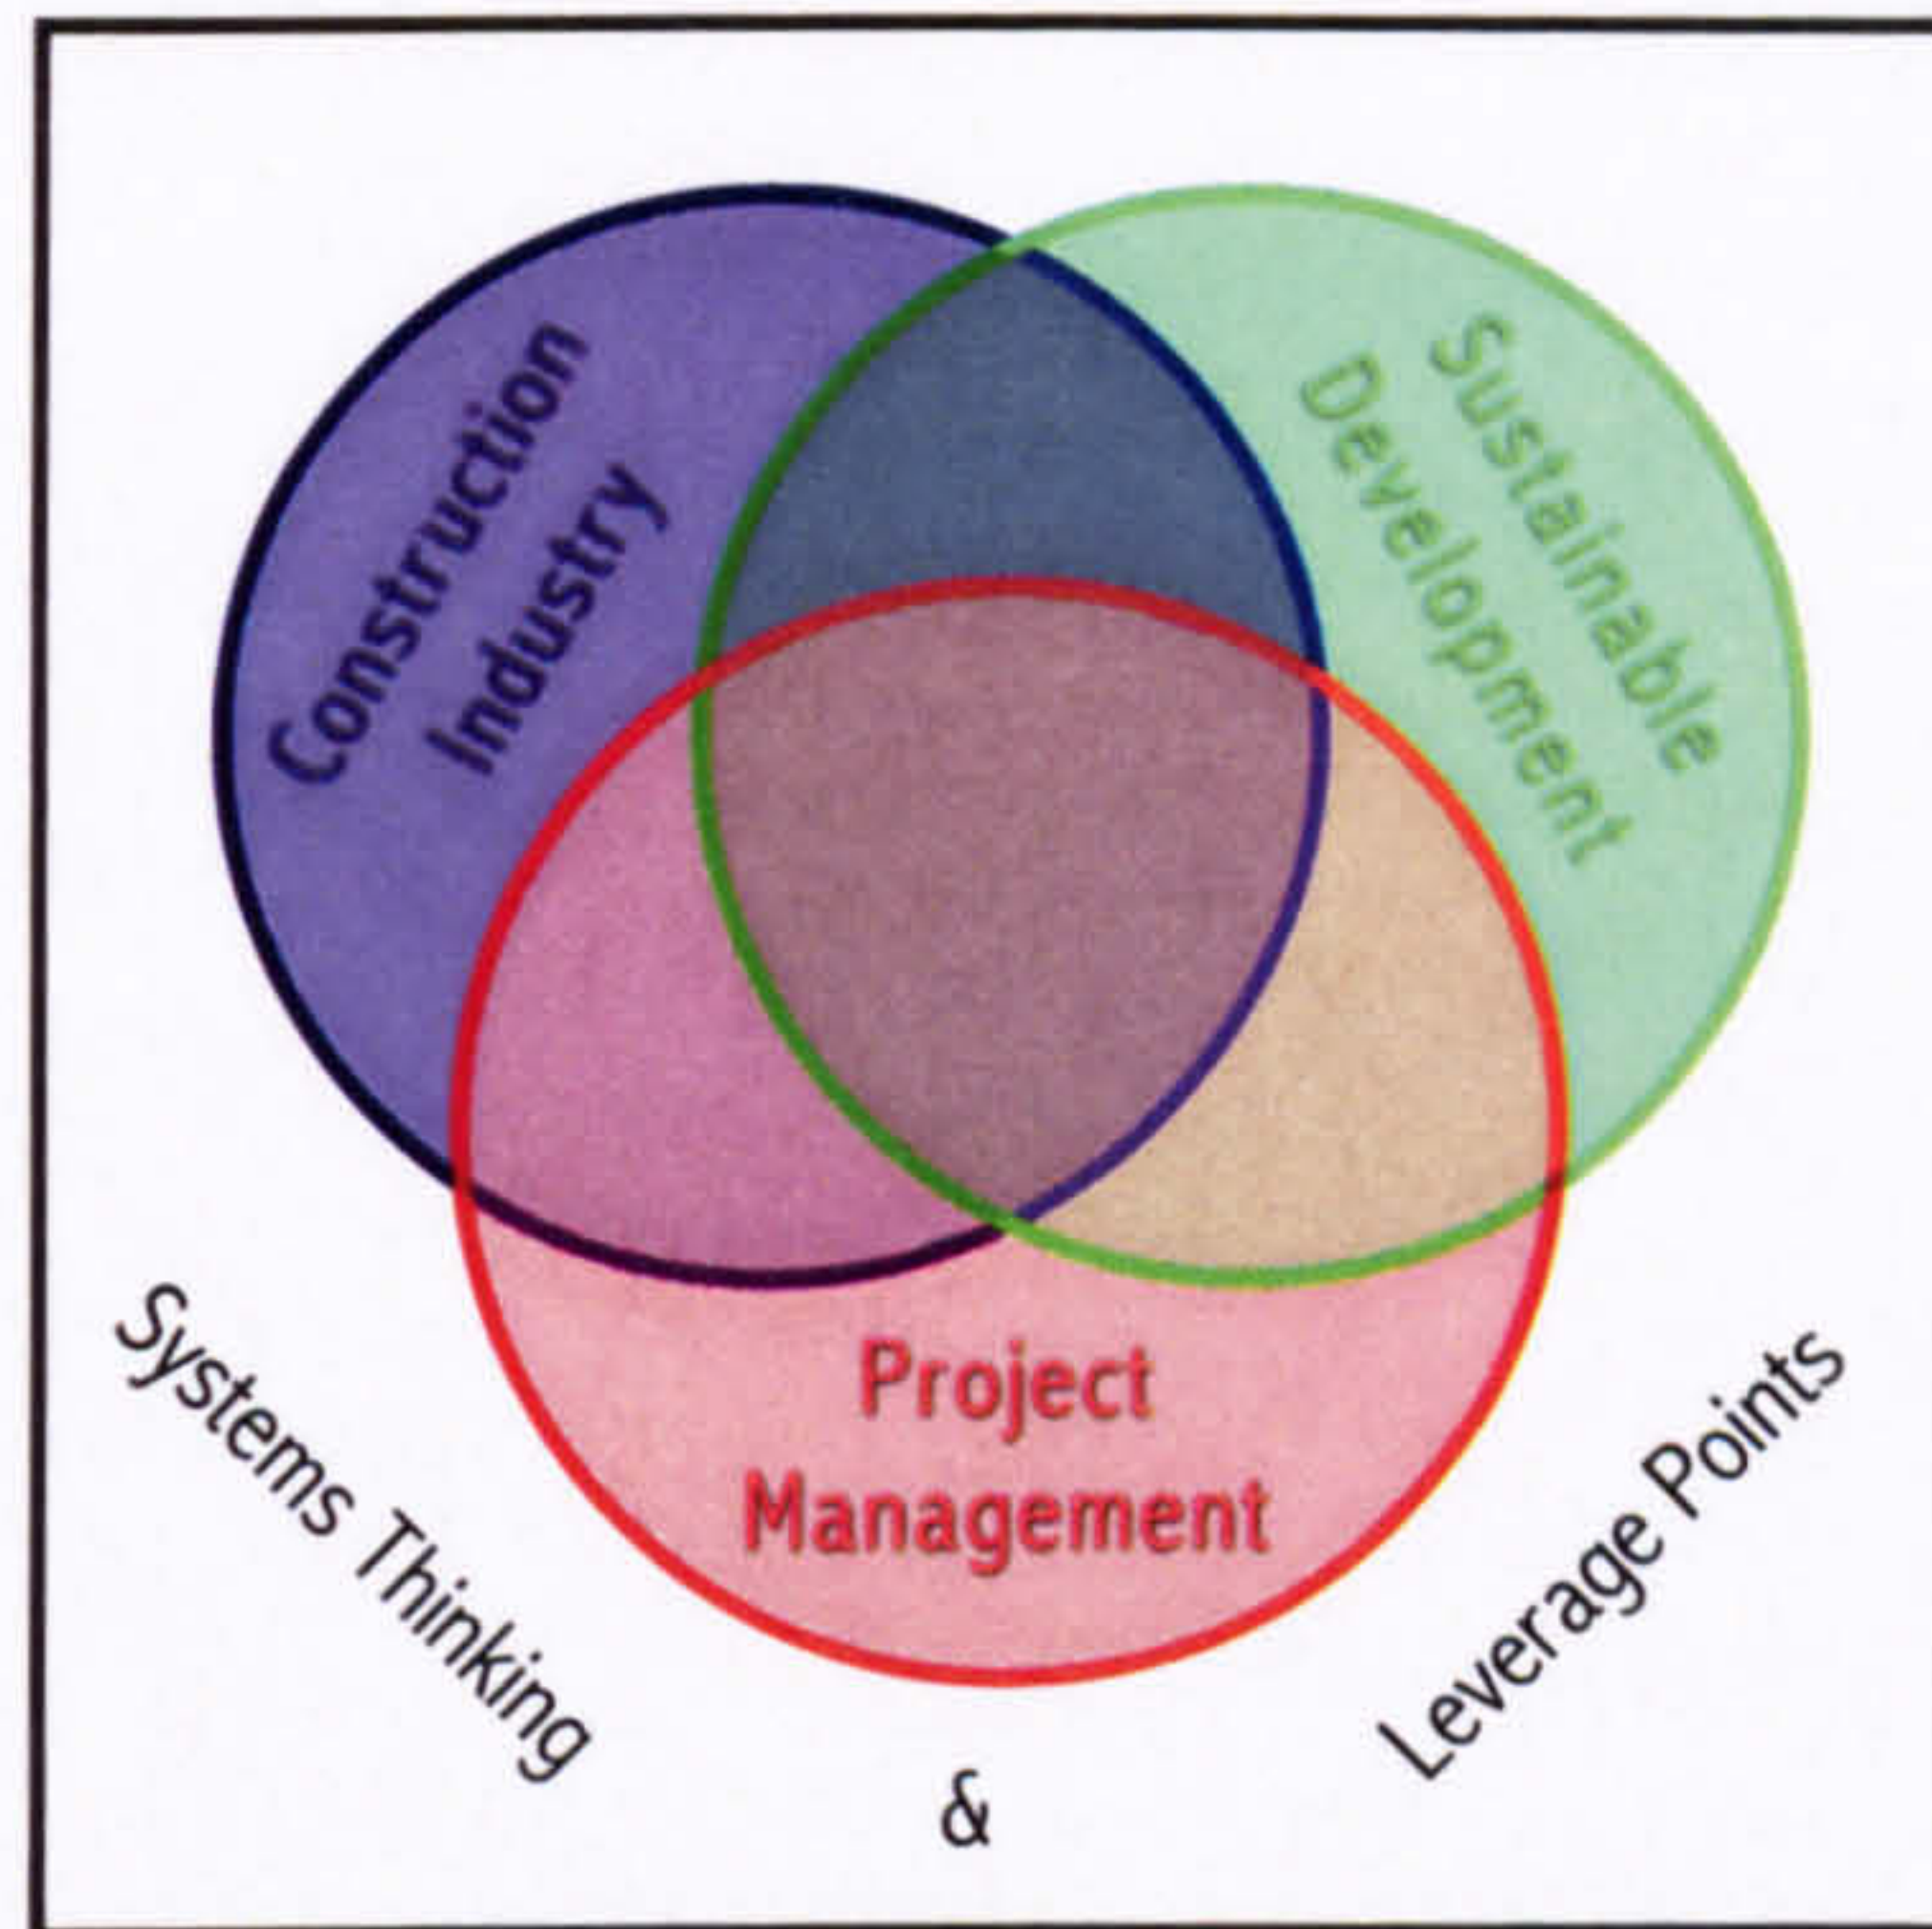 Construction
Industry
Sustainable
Development
Project
Management
Systems Thinking
&
Leverage Points